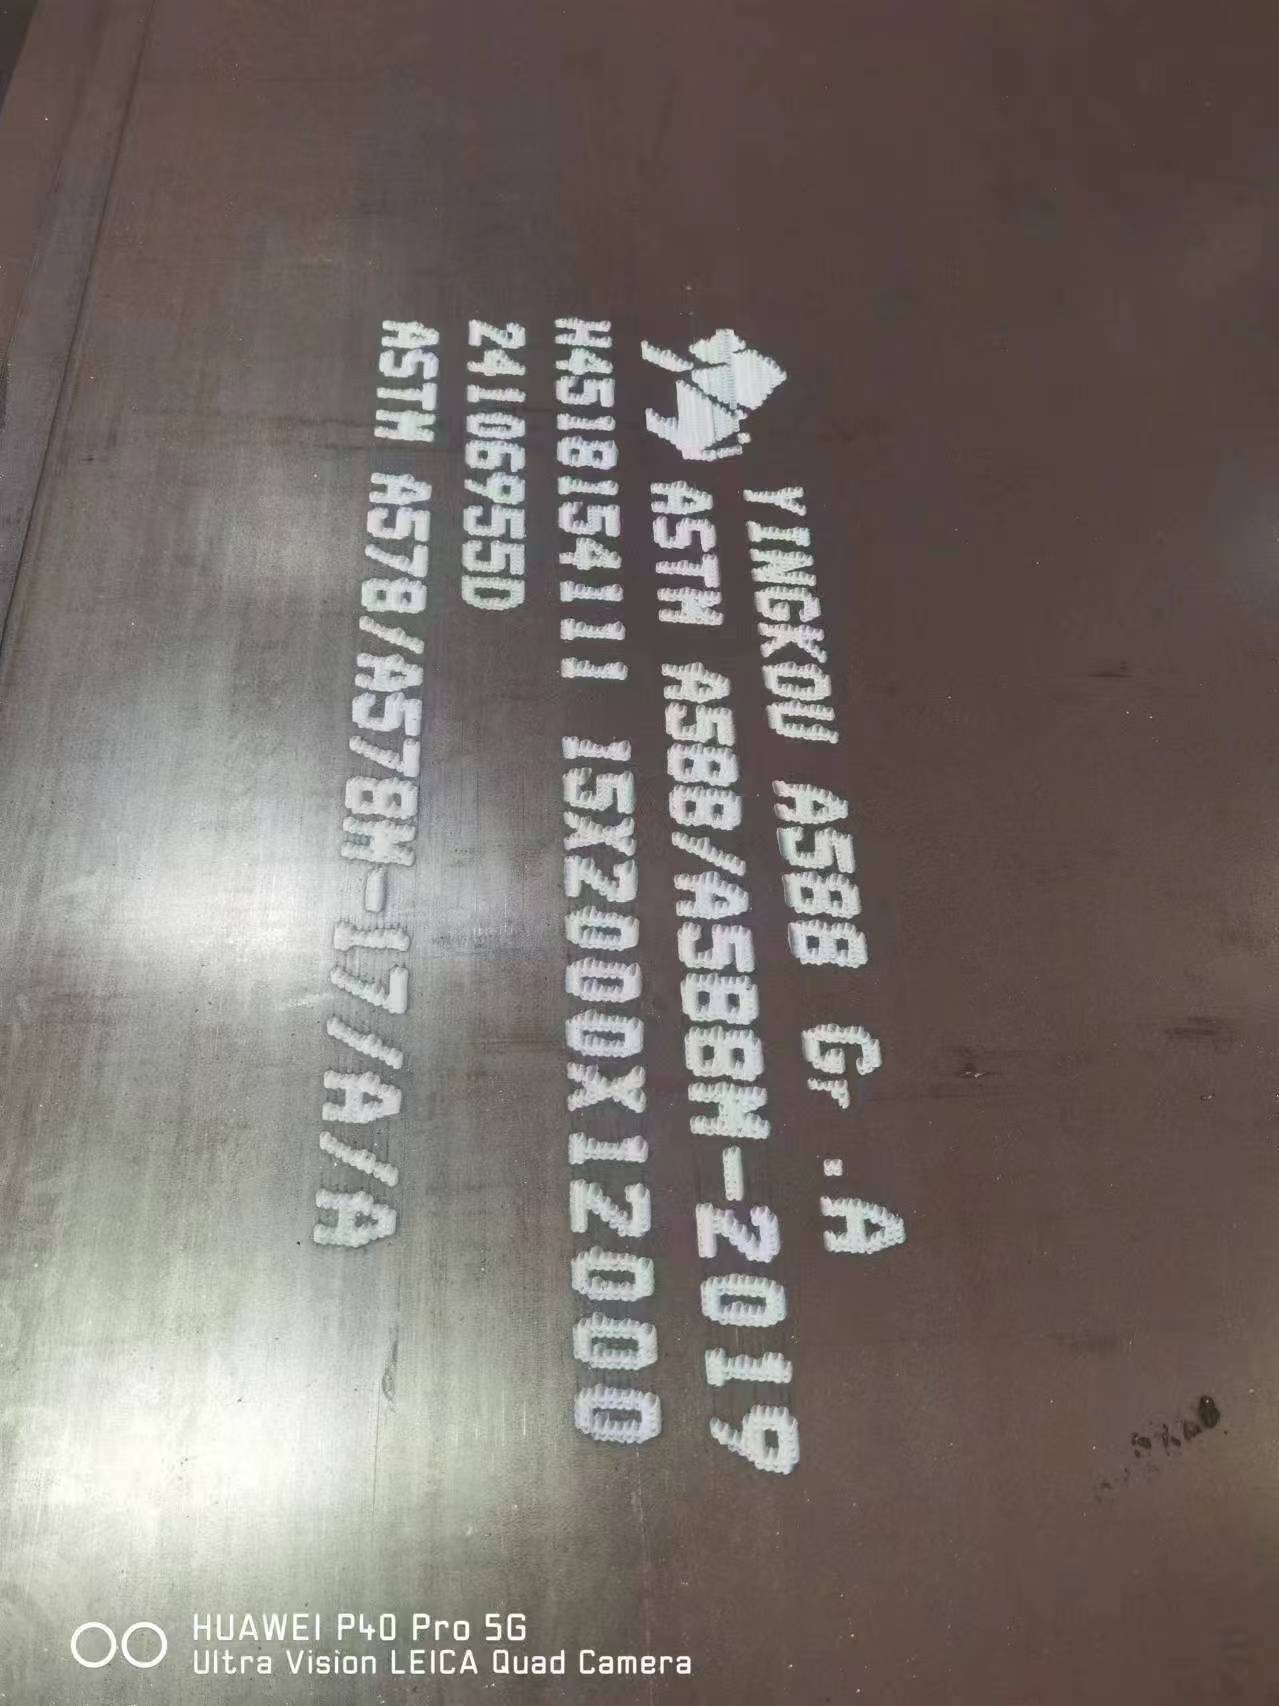 YINGKOU A588 Gr.A
ASTM A588/A588M-2019
H4518154111 15X2000X12000
24106955D
ASTM A578/A578M-17/A/A
HUAWEI P40 Pro 5G
Ultra Vision LEICA Quad Camera